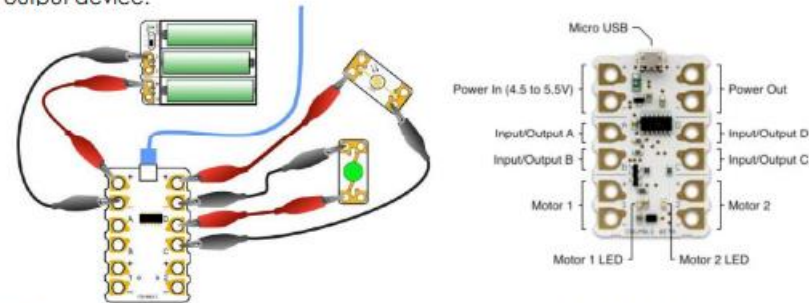 output device.
Micro USB
Power In (4.5 to 5.5V)
Power Out
Input/Output A
Input/Output D
Input/Output B
Input/Output C
Motor 1
Motor 2
Motor 1 LED
Motor 2 LED
A
D
B
C